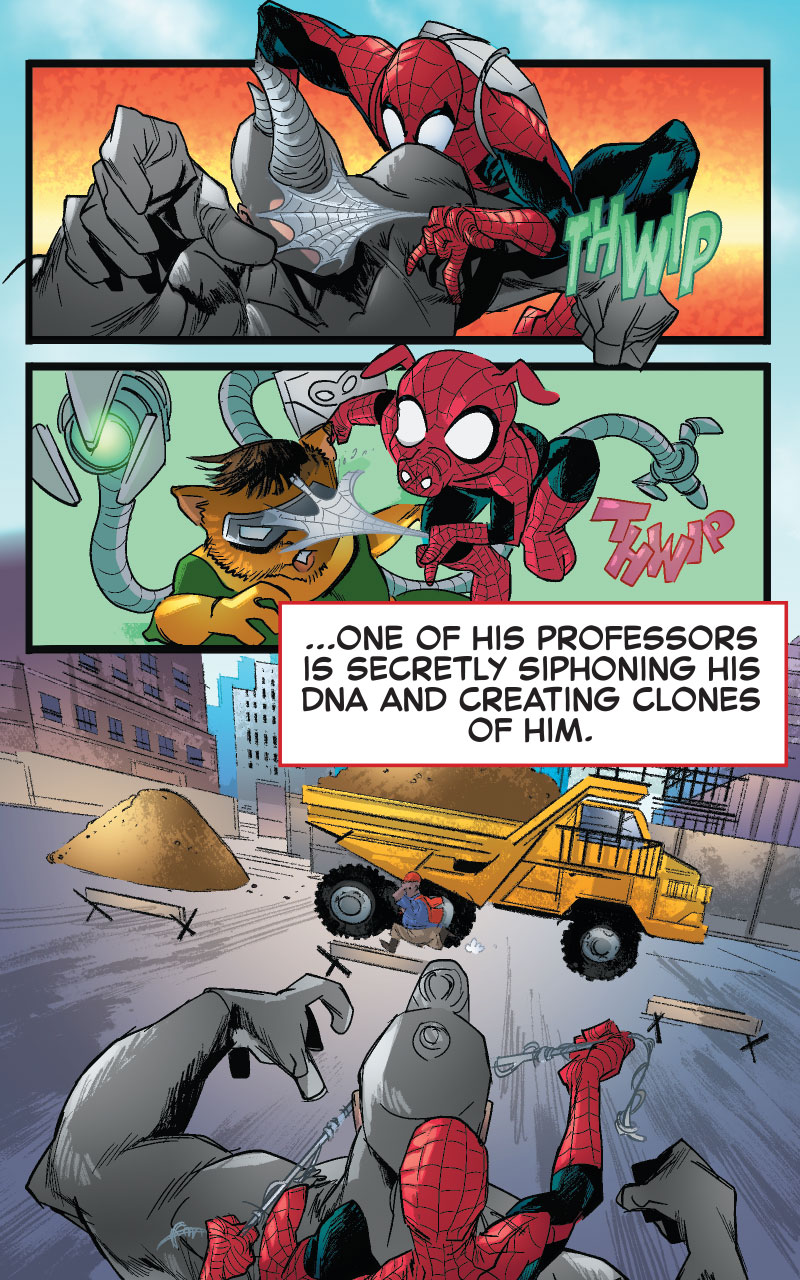 THWIP
THWIP
...ONE OF HIS PROFESSORS
IS SECRETLY SIPHONING HIS
DNA AND CREATING CLONES
OF HIM.